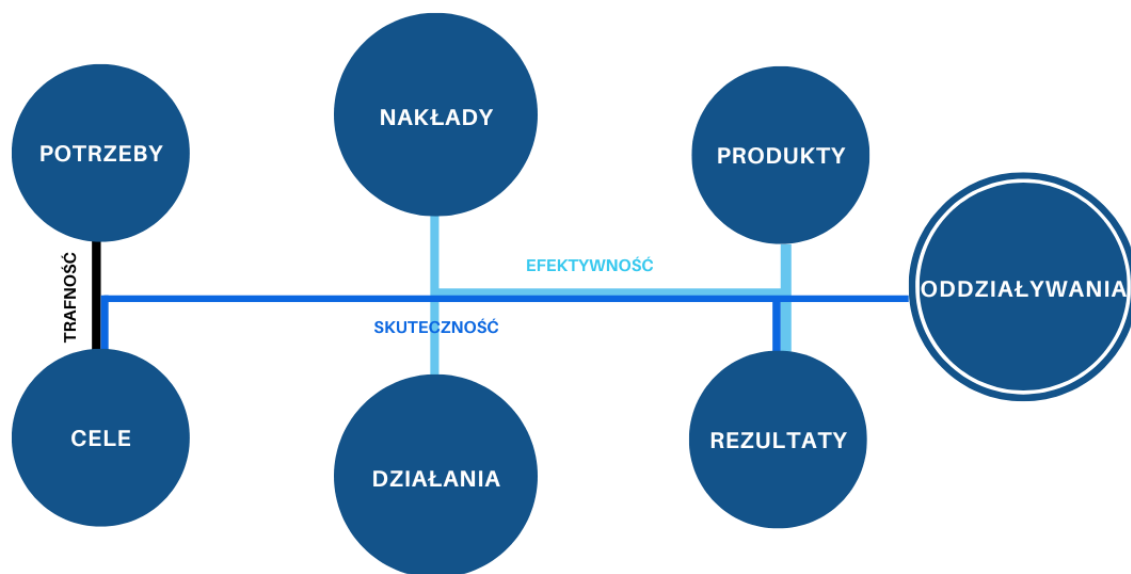 NAKŁADY
POTRZEBY
PRODUKTY
TRAFNOŚĆ
EFEKTYWNOŚĆ
ODDZIAŁYWANIA
SKUTECZNOŚĆ
CELE
REZULTATY
DZIAŁANIA